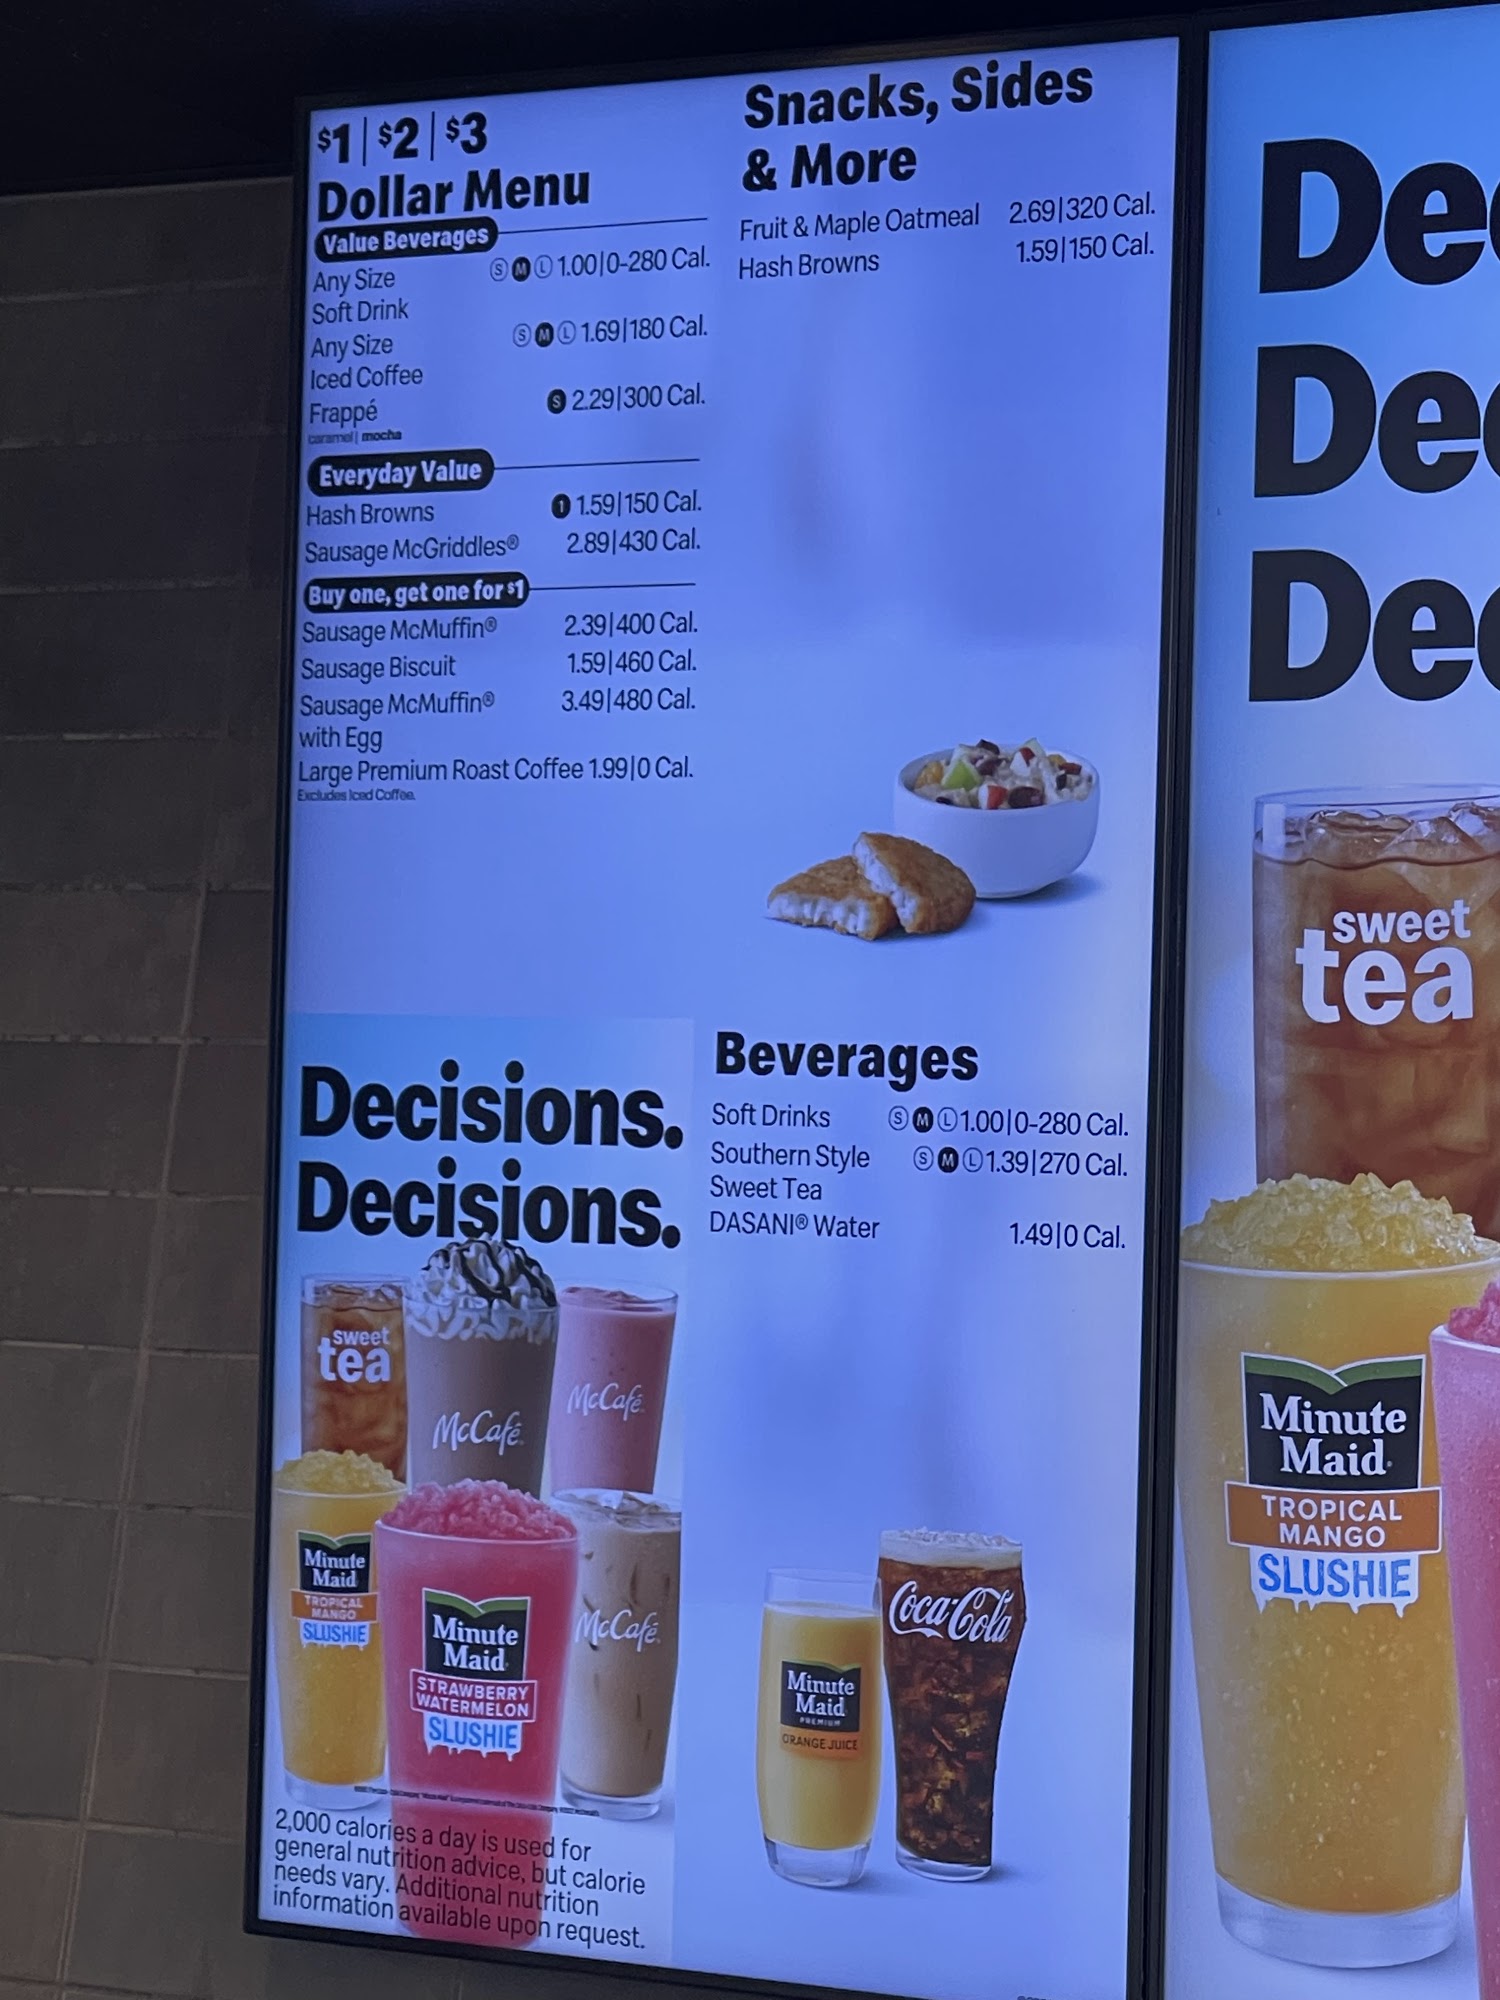 $1 | $2 | $3
Dollar Menu
Value Beverages
Any Size S M L 1.00|0-280 Cal.
Soft Drink
Any Size S M L 1.69|180 Cal.
Iced Coffee
Frappé S 2.29|300 Cal.
caramel | mocha
Everyday Value
Hash Browns 1 1.59|150 Cal.
Sausage McGriddles® 2.89|430 Cal.
Buy one, get one for $1
Sausage McMuffin® 2.39|400 Cal.
Sausage Biscuit 1.59|460 Cal.
Sausage McMuffin® 3.49|480 Cal.
with Egg
Large Premium Roast Coffee 1.99|0 Cal.
Excludes Iced Coffee.
Snacks, Sides
& More
Fruit & Maple Oatmeal 2.69|320 Cal.
Hash Browns 1.59|150 Cal.
Decisions.
Decisions.
sweet
tea
McCafé
McCafé
Minute
Maid
TROPICAL
MANGO
SLUSHIE
Minute
Maid
STRAWBERRY
WATERMELON
SLUSHIE
McCafé
2,000 calories a day is used for
general nutrition advice, but calorie
needs vary. Additional nutrition
information available upon request.
Beverages
Soft Drinks S M L 1.00|0-280 Cal.
Southern Style S M L 1.39|270 Cal.
Sweet Tea
DASANI® Water 1.49|0 Cal.
Minute
Maid
PREMIUM
ORANGE JUICE
Coca-Cola
Dec
Dec
Dec
sweet
tea
Minute
Maid
TROPICAL
MANGO
SLUSHIE